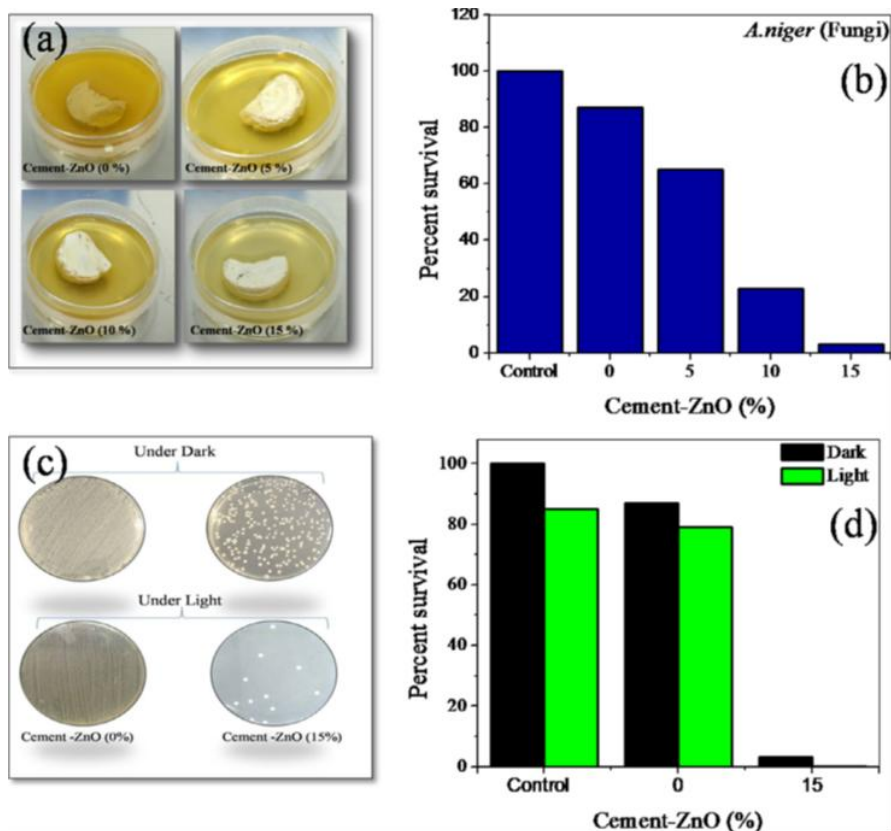 (a)
Cement-ZnO (0 %)
Cement-ZnO (5 %)
Cement-ZnO (10 %)
Cement-ZnO (15 %)
120
100
80
60
40
20
0
A.niger (Fungi)
(b)
Percent survival
Control
0
5
10
15
Cement-ZnO (%)
(c)
Under Dark
Under Light
Cement -ZnO (0%)
Cement -ZnO (15%)
100
80
60
40
20
0
Dark
Light
(d)
Percent survival
Control
0
15
Cement-ZnO (%)